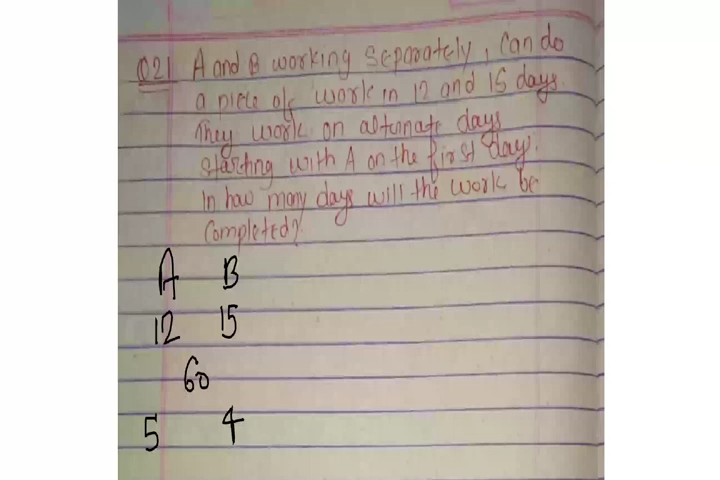 Q21 A and B working separately, can do
a piece of work in 12 and 15 days.
They work on alternate days
starting with A on the first day.
In how many days will the work be
completed?
A B
12 15
60
5 4